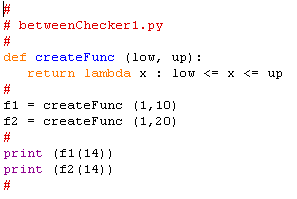 #
# betweenChecker1.py
#
def createFunc (low, up):
    return lambda x : low <= x <= up
#
f1 = createFunc (1,10)
f2 = createFunc (1,20)
#
print (f1(14))
print (f2(14))
#